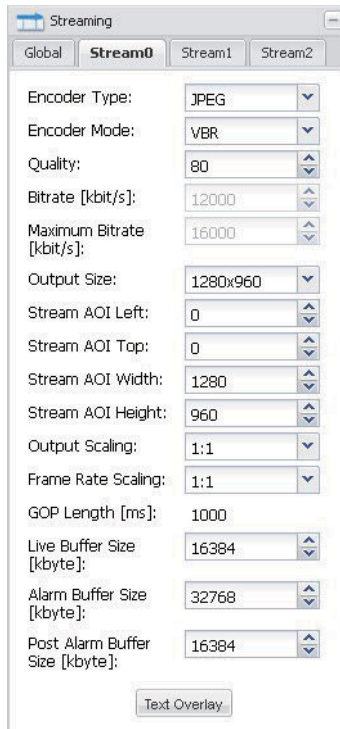 Streaming
Global Stream0 Stream1 Stream2
Encoder Type: JPEG
Encoder Mode: VBR
Quality: 80
Bitrate [kbit/s]: 12000
Maximum Bitrate [kbit/s]: 16000
Output Size: 1280x960
Stream AOI Left: 0
Stream AOI Top: 0
Stream AOI Width: 1280
Stream AOI Height: 960
Output Scaling: 1:1
Frame Rate Scaling: 1:1
GOP Length [ms]: 1000
Live Buffer Size [kbyte]: 16384
Alarm Buffer Size [kbyte]: 32768
Post Alarm Buffer Size [kbyte]: 16384
Text Overlay